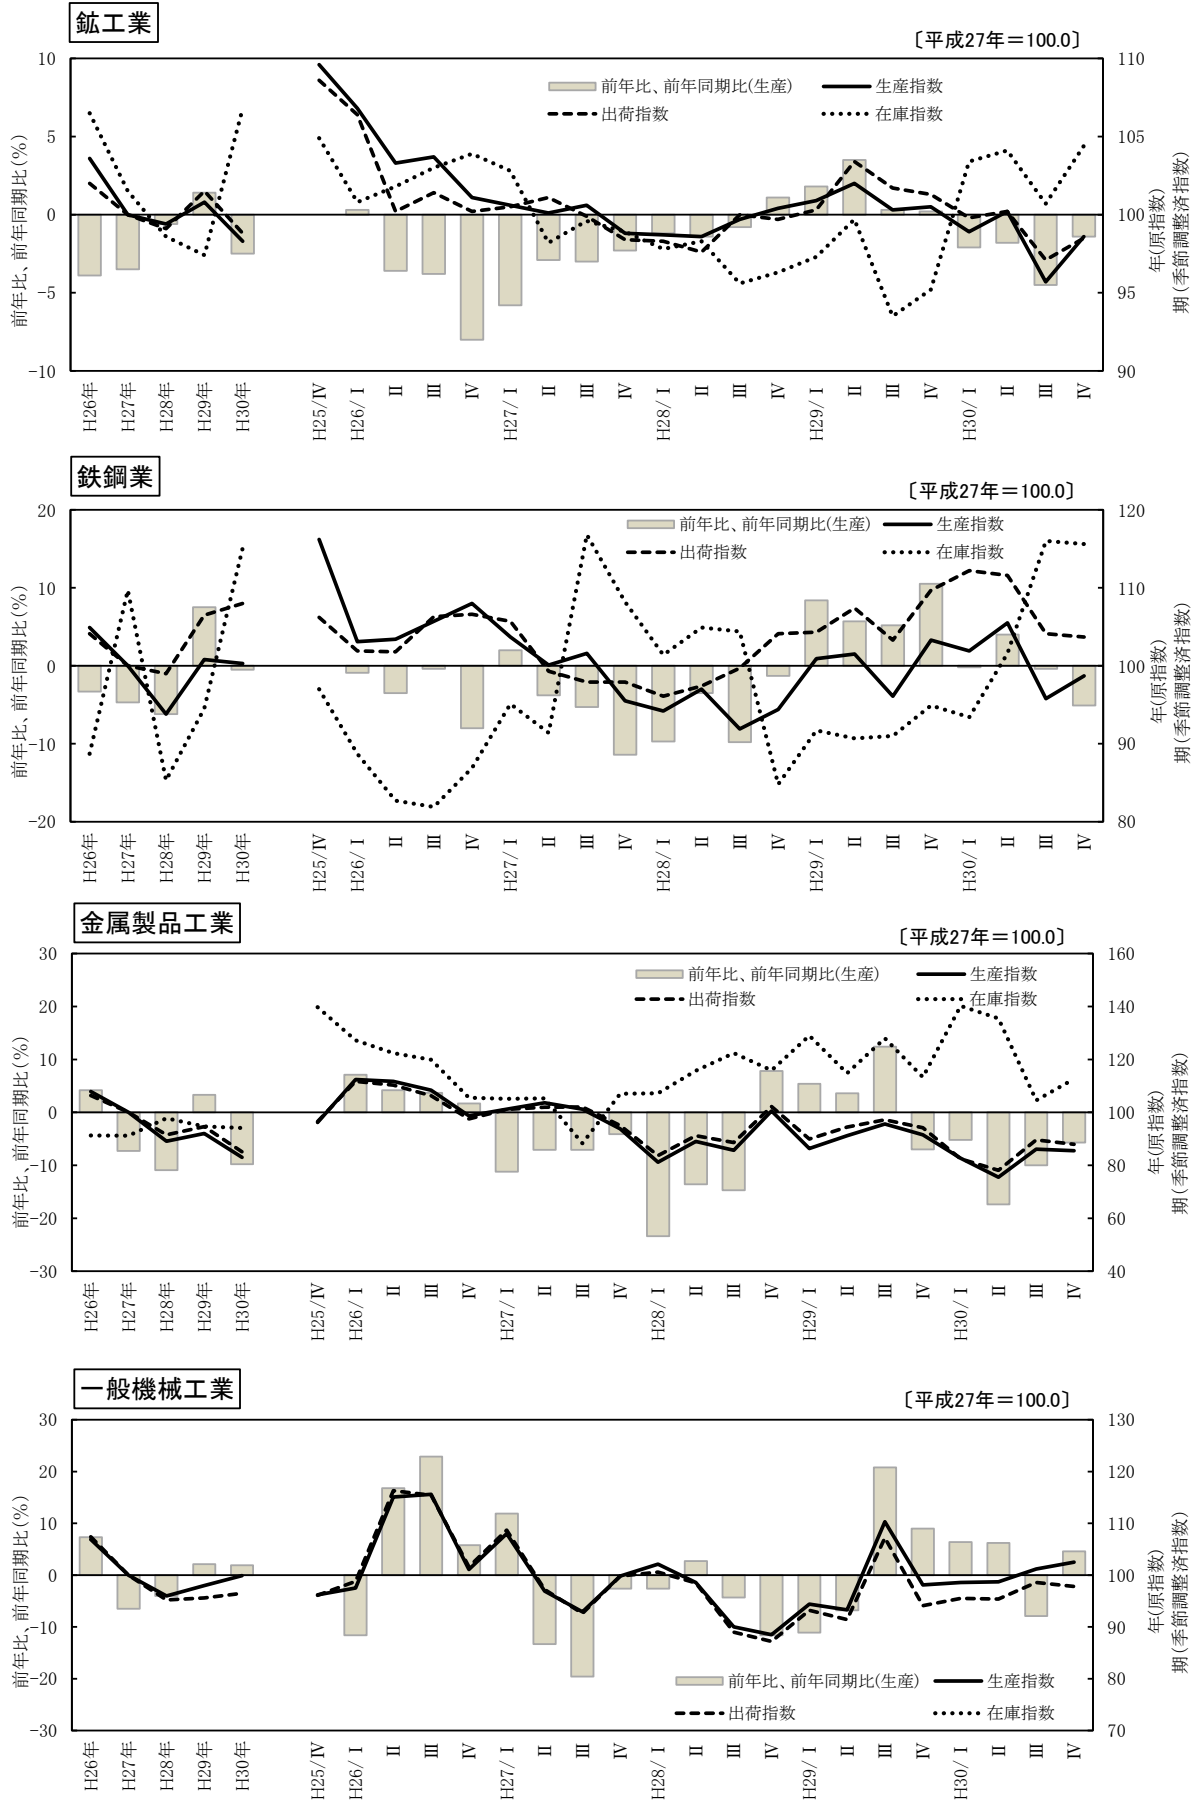 鉱工業
〔平成27年＝100.0〕
前年比、前年同期比(生産)
生産指数
出荷指数
在庫指数
10
5
0
−5
−10
110
105
100
95
90
前年比、前年同期比(%)
年(原指数)
期(季節調整済指数)
H26年
H27年
H28年
H29年
H30年
H25/Ⅳ
H26/Ⅰ
Ⅱ
Ⅲ
Ⅳ
H27/Ⅰ
Ⅱ
Ⅲ
Ⅳ
H28/Ⅰ
Ⅱ
Ⅲ
Ⅳ
H29/Ⅰ
Ⅱ
Ⅲ
Ⅳ
H30/Ⅰ
Ⅱ
Ⅲ
Ⅳ
鉄鋼業
〔平成27年＝100.0〕
前年比、前年同期比(生産)
生産指数
出荷指数
在庫指数
20
10
0
−10
−20
120
110
100
90
80
前年比、前年同期比(%)
年(原指数)
期(季節調整済指数)
H26年
H27年
H28年
H29年
H30年
H25/Ⅳ
H26/Ⅰ
Ⅱ
Ⅲ
Ⅳ
H27/Ⅰ
Ⅱ
Ⅲ
Ⅳ
H28/Ⅰ
Ⅱ
Ⅲ
Ⅳ
H29/Ⅰ
Ⅱ
Ⅲ
Ⅳ
H30/Ⅰ
Ⅱ
Ⅲ
Ⅳ
金属製品工業
〔平成27年＝100.0〕
前年比、前年同期比(生産)
生産指数
出荷指数
在庫指数
30
20
10
0
−10
−20
−30
160
140
120
100
80
60
40
前年比、前年同期比(%)
年(原指数)
期(季節調整済指数)
H26年
H27年
H28年
H29年
H30年
H25/Ⅳ
H26/Ⅰ
Ⅱ
Ⅲ
Ⅳ
H27/Ⅰ
Ⅱ
Ⅲ
Ⅳ
H28/Ⅰ
Ⅱ
Ⅲ
Ⅳ
H29/Ⅰ
Ⅱ
Ⅲ
Ⅳ
H30/Ⅰ
Ⅱ
Ⅲ
Ⅳ
一般機械工業
〔平成27年＝100.0〕
30
20
10
0
−10
−20
−30
130
120
110
100
90
80
70
前年比、前年同期比(%)
年(原指数)
期(季節調整済指数)
前年比、前年同期比(生産)
生産指数
出荷指数
在庫指数
H26年
H27年
H28年
H29年
H30年
H25/Ⅳ
H26/Ⅰ
Ⅱ
Ⅲ
Ⅳ
H27/Ⅰ
Ⅱ
Ⅲ
Ⅳ
H28/Ⅰ
Ⅱ
Ⅲ
Ⅳ
H29/Ⅰ
Ⅱ
Ⅲ
Ⅳ
H30/Ⅰ
Ⅱ
Ⅲ
Ⅳ